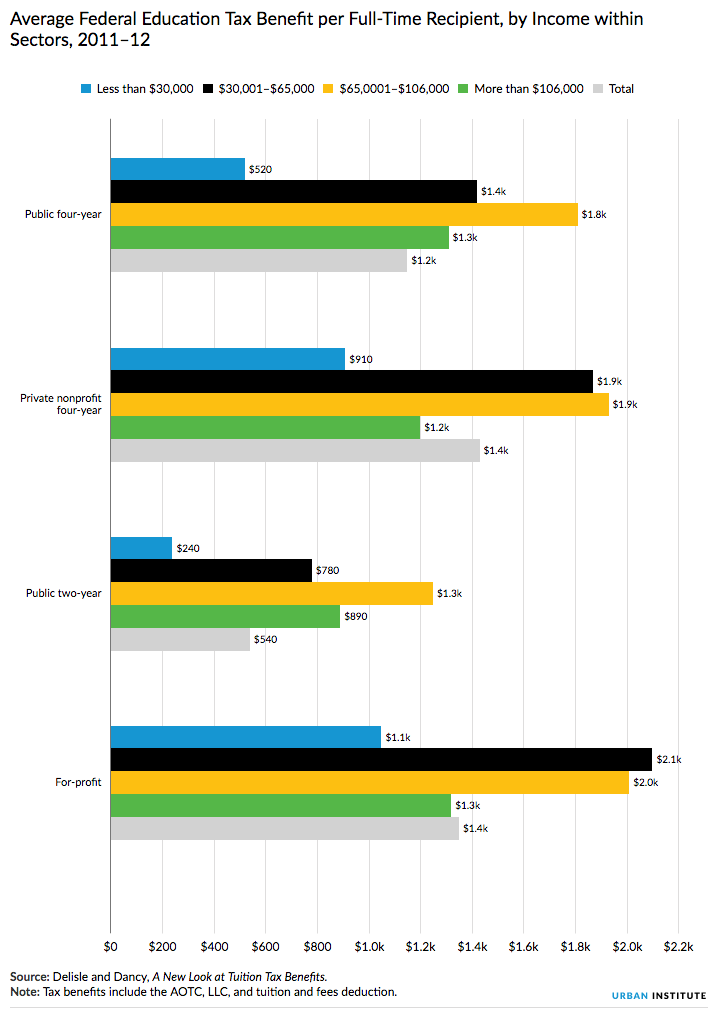 Average Federal Education Tax Benefit per Full-Time Recipient, by Income within
Sectors, 2011–12
Less than $30,000 $30,001–$65,000 $65,0001–$106,000 More than $106,000 Total
$520
$1.4k
Public four-year
$1.8k
$1.3k
$1.2k
$910
$1.9k
Private nonprofit
four-year
$1.9k
$1.2k
$1.4k
$240
$780
Public two-year
$1.3k
$890
$540
$1.1k
$2.1k
For-profit
$2.0k
$1.3k
$1.4k
$0 $200 $400 $600 $800 $1.0k $1.2k $1.4k $1.6k $1.8k $2.0k $2.2k
Source: Delisle and Dancy, A New Look at Tuition Tax Benefits.
Note: Tax benefits include the AOTC, LLC, and tuition and fees deduction.
URBAN INSTITUTE